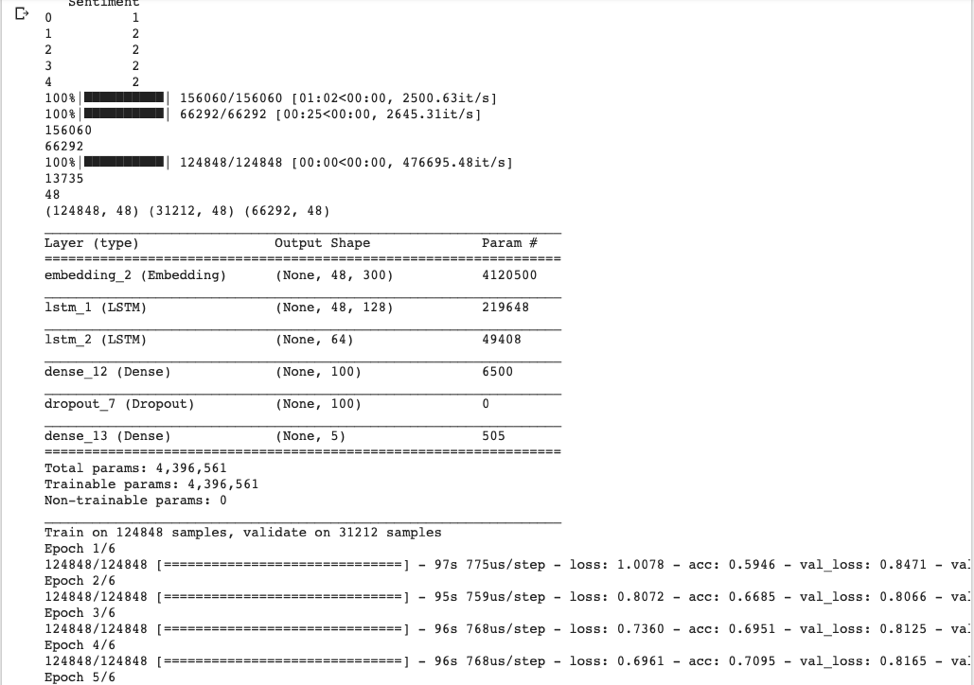 Sentiment
0 1
1 2
2 2
3 2
4 2
100%|██████████| 156060/156060 [01:02<00:00, 2500.63it/s]
100%|██████████| 66292/66292 [00:25<00:00, 2645.31it/s]
156060
66292
100%|██████████| 124848/124848 [00:00<00:00, 476695.48it/s]
13735
48
(124848, 48) (31212, 48) (66292, 48)
Layer (type) Output Shape Param #
=================================================================
embedding_2 (Embedding) (None, 48, 300) 4120500
lstm_1 (LSTM) (None, 48, 128) 219648
lstm_2 (LSTM) (None, 64) 49408
dense_12 (Dense) (None, 100) 6500
dropout_7 (Dropout) (None, 100) 0
dense_13 (Dense) (None, 5) 505
=================================================================
Total params: 4,396,561
Trainable params: 4,396,561
Non-trainable params: 0
Train on 124848 samples, validate on 31212 samples
Epoch 1/6
124848/124848 [==============================] - 97s 775us/step - loss: 1.0078 - acc: 0.5946 - val_loss: 0.8471 - va
Epoch 2/6
124848/124848 [==============================] - 95s 759us/step - loss: 0.8072 - acc: 0.6685 - val_loss: 0.8066 - va
Epoch 3/6
124848/124848 [==============================] - 96s 768us/step - loss: 0.7360 - acc: 0.6951 - val_loss: 0.8125 - va
Epoch 4/6
124848/124848 [==============================] - 96s 768us/step - loss: 0.6961 - acc: 0.7095 - val_loss: 0.8165 - va
Epoch 5/6